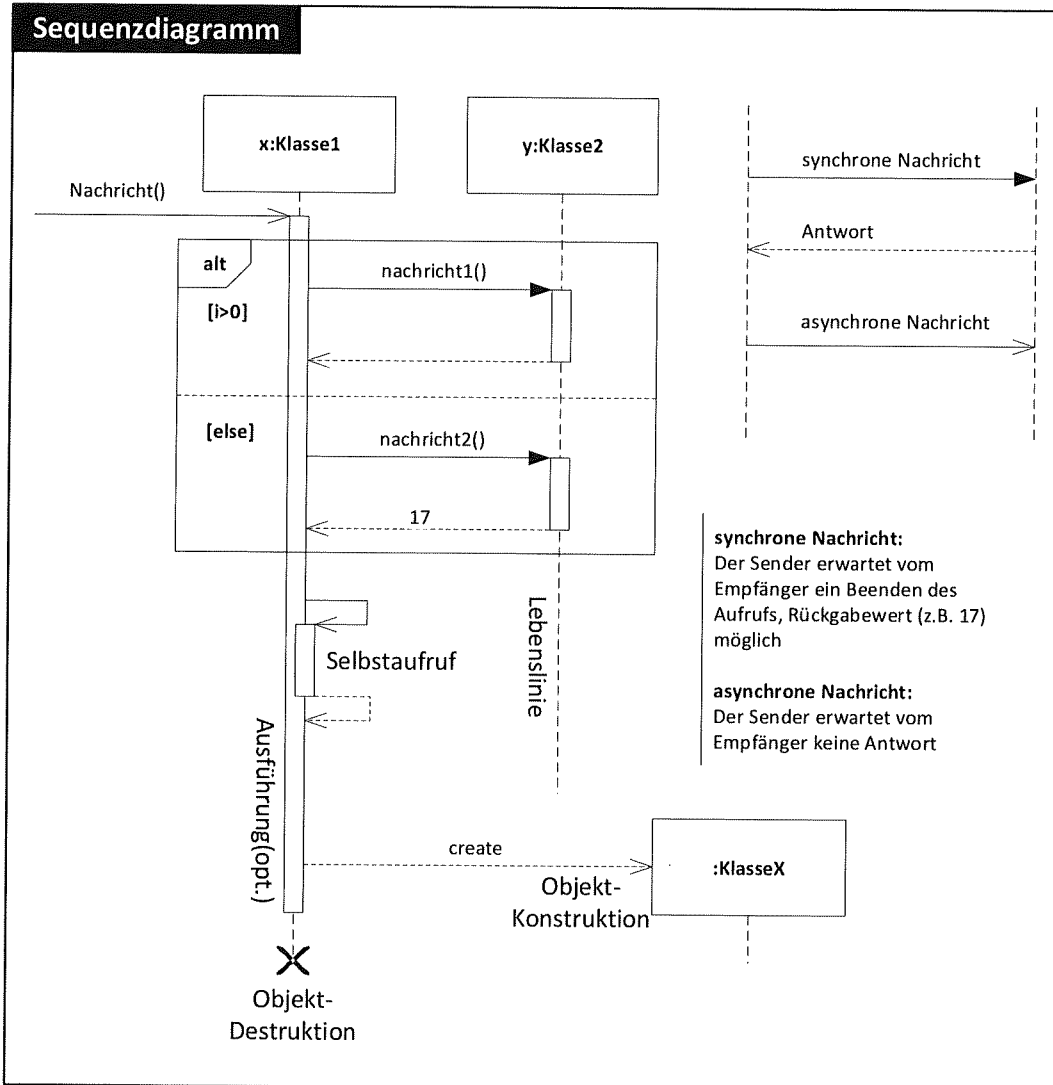 Sequenzdiagramm
x:Klasse1
y:Klasse2
Nachricht()
alt
[i>0]
nachricht1()
[else]
nachricht2()
17
Selbstaufruf
Lebenslinie
Ausführung(opt.)
create
:KlasseX
Objekt-
Konstruktion
Objekt-
Destruktion
synchrone Nachricht
Antwort
asynchrone Nachricht
synchrone Nachricht:
Der Sender erwartet vom
Empfänger ein Beenden des
Aufrufs, Rückgabewert (z.B. 17)
möglich
asynchrone Nachricht:
Der Sender erwartet vom
Empfänger keine Antwort